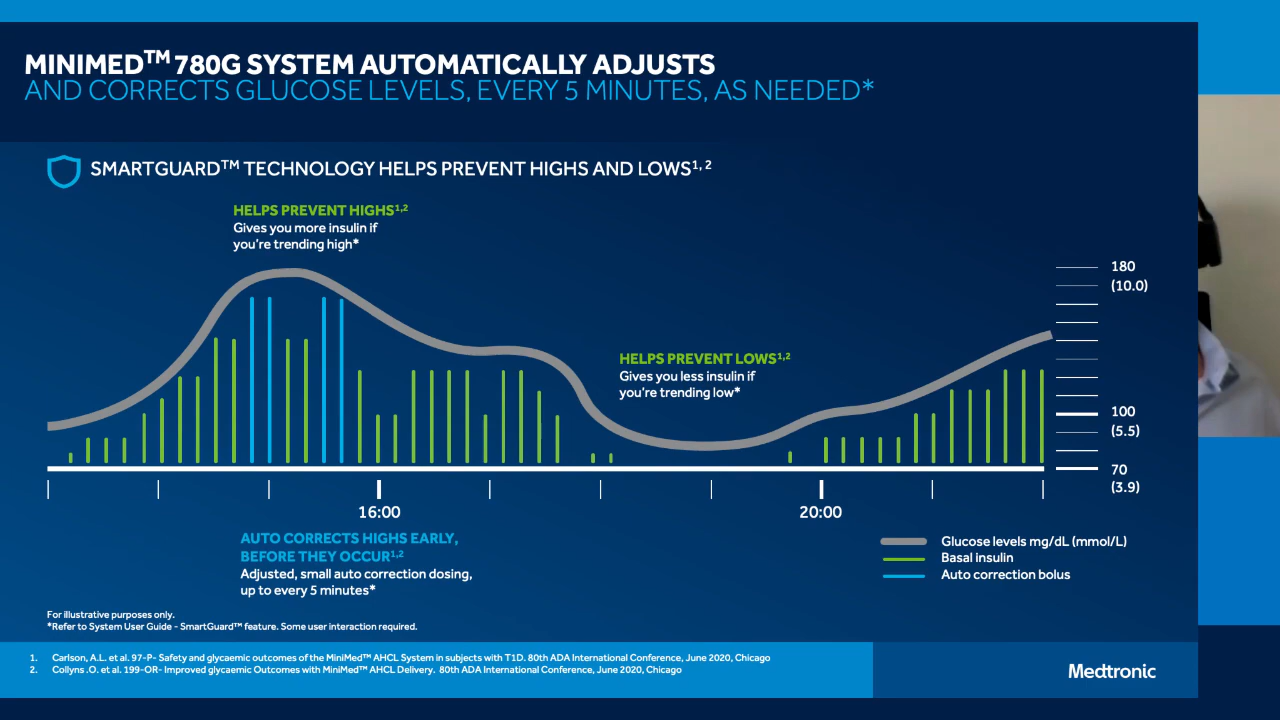 MINIMED™ 780G SYSTEM AUTOMATICALLY ADJUSTS
AND CORRECTS GLUCOSE LEVELS, EVERY 5 MINUTES, AS NEEDED*
SMARTGUARD™ TECHNOLOGY HELPS PREVENT HIGHS AND LOWS¹, ²
HELPS PREVENT HIGHS¹,²
Gives you more insulin if
you’re trending high*
180
(10.0)
HELPS PREVENT LOWS¹,²
Gives you less insulin if
you’re trending low*
100
(5.5)
70
(3.9)
16:00
20:00
AUTO CORRECTS HIGHS EARLY,
BEFORE THEY OCCUR¹,²
Adjusted, small auto correction dosing,
up to every 5 minutes*
Glucose levels mg/dL (mmol/L)
Basal insulin
Auto correction bolus
For illustrative purposes only.
*Refer to System User Guide - SmartGuard™ feature. Some user interaction required.
1. Carlson, A.L. et al. 97-P- Safety and glycaemic outcomes of the MiniMed™ AHCL System in subjects with T1D. 80th ADA International Conference, June 2020, Chicago
2. Collyns .O. et al. 199-OR- Improved glycaemic Outcomes with MiniMed™ AHCL Delivery. 80th ADA International Conference, June 2020, Chicago
Medtronic